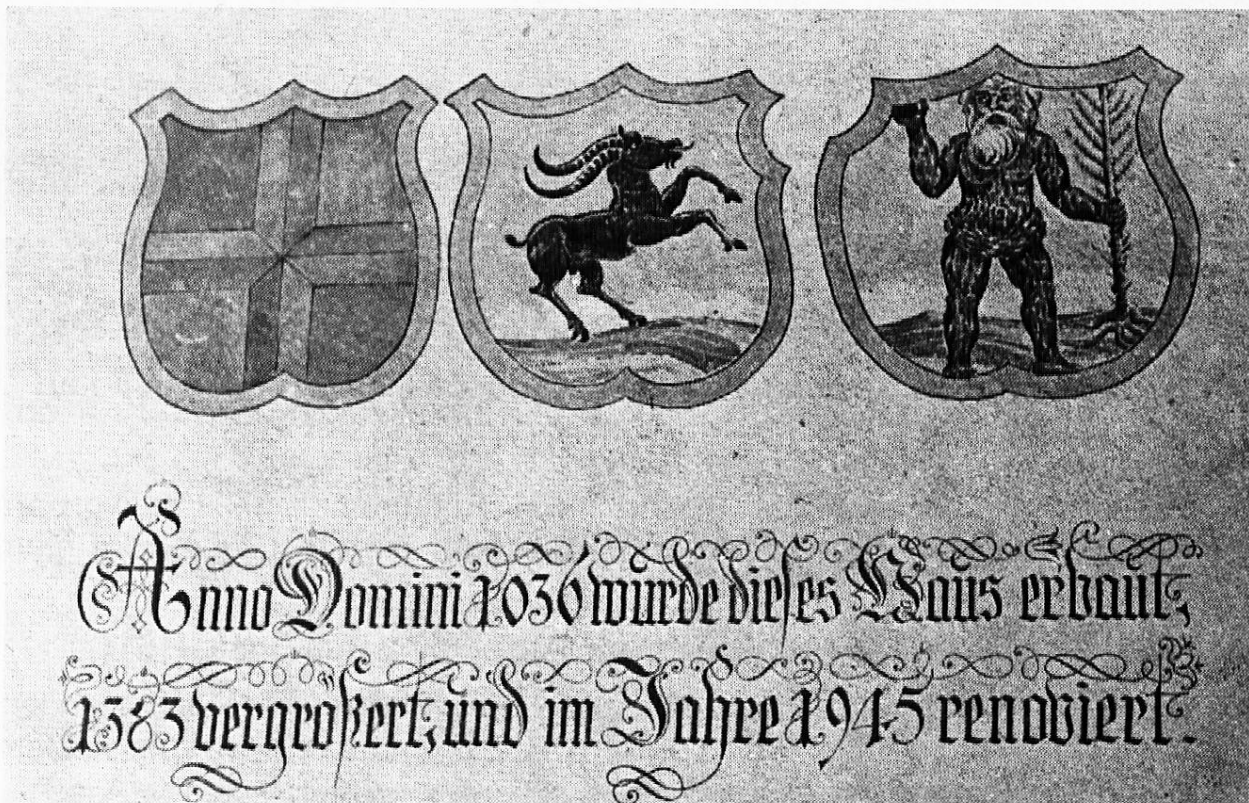 Anno Domini 1036 wurde dieses Haus erbaut,
1383 vergrößert, und im Jahre 1945 renoviert.